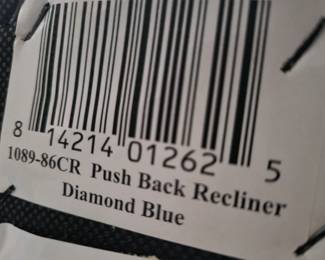 8 14214 01262 5
1089-86CR Push Back Recliner
Diamond Blue